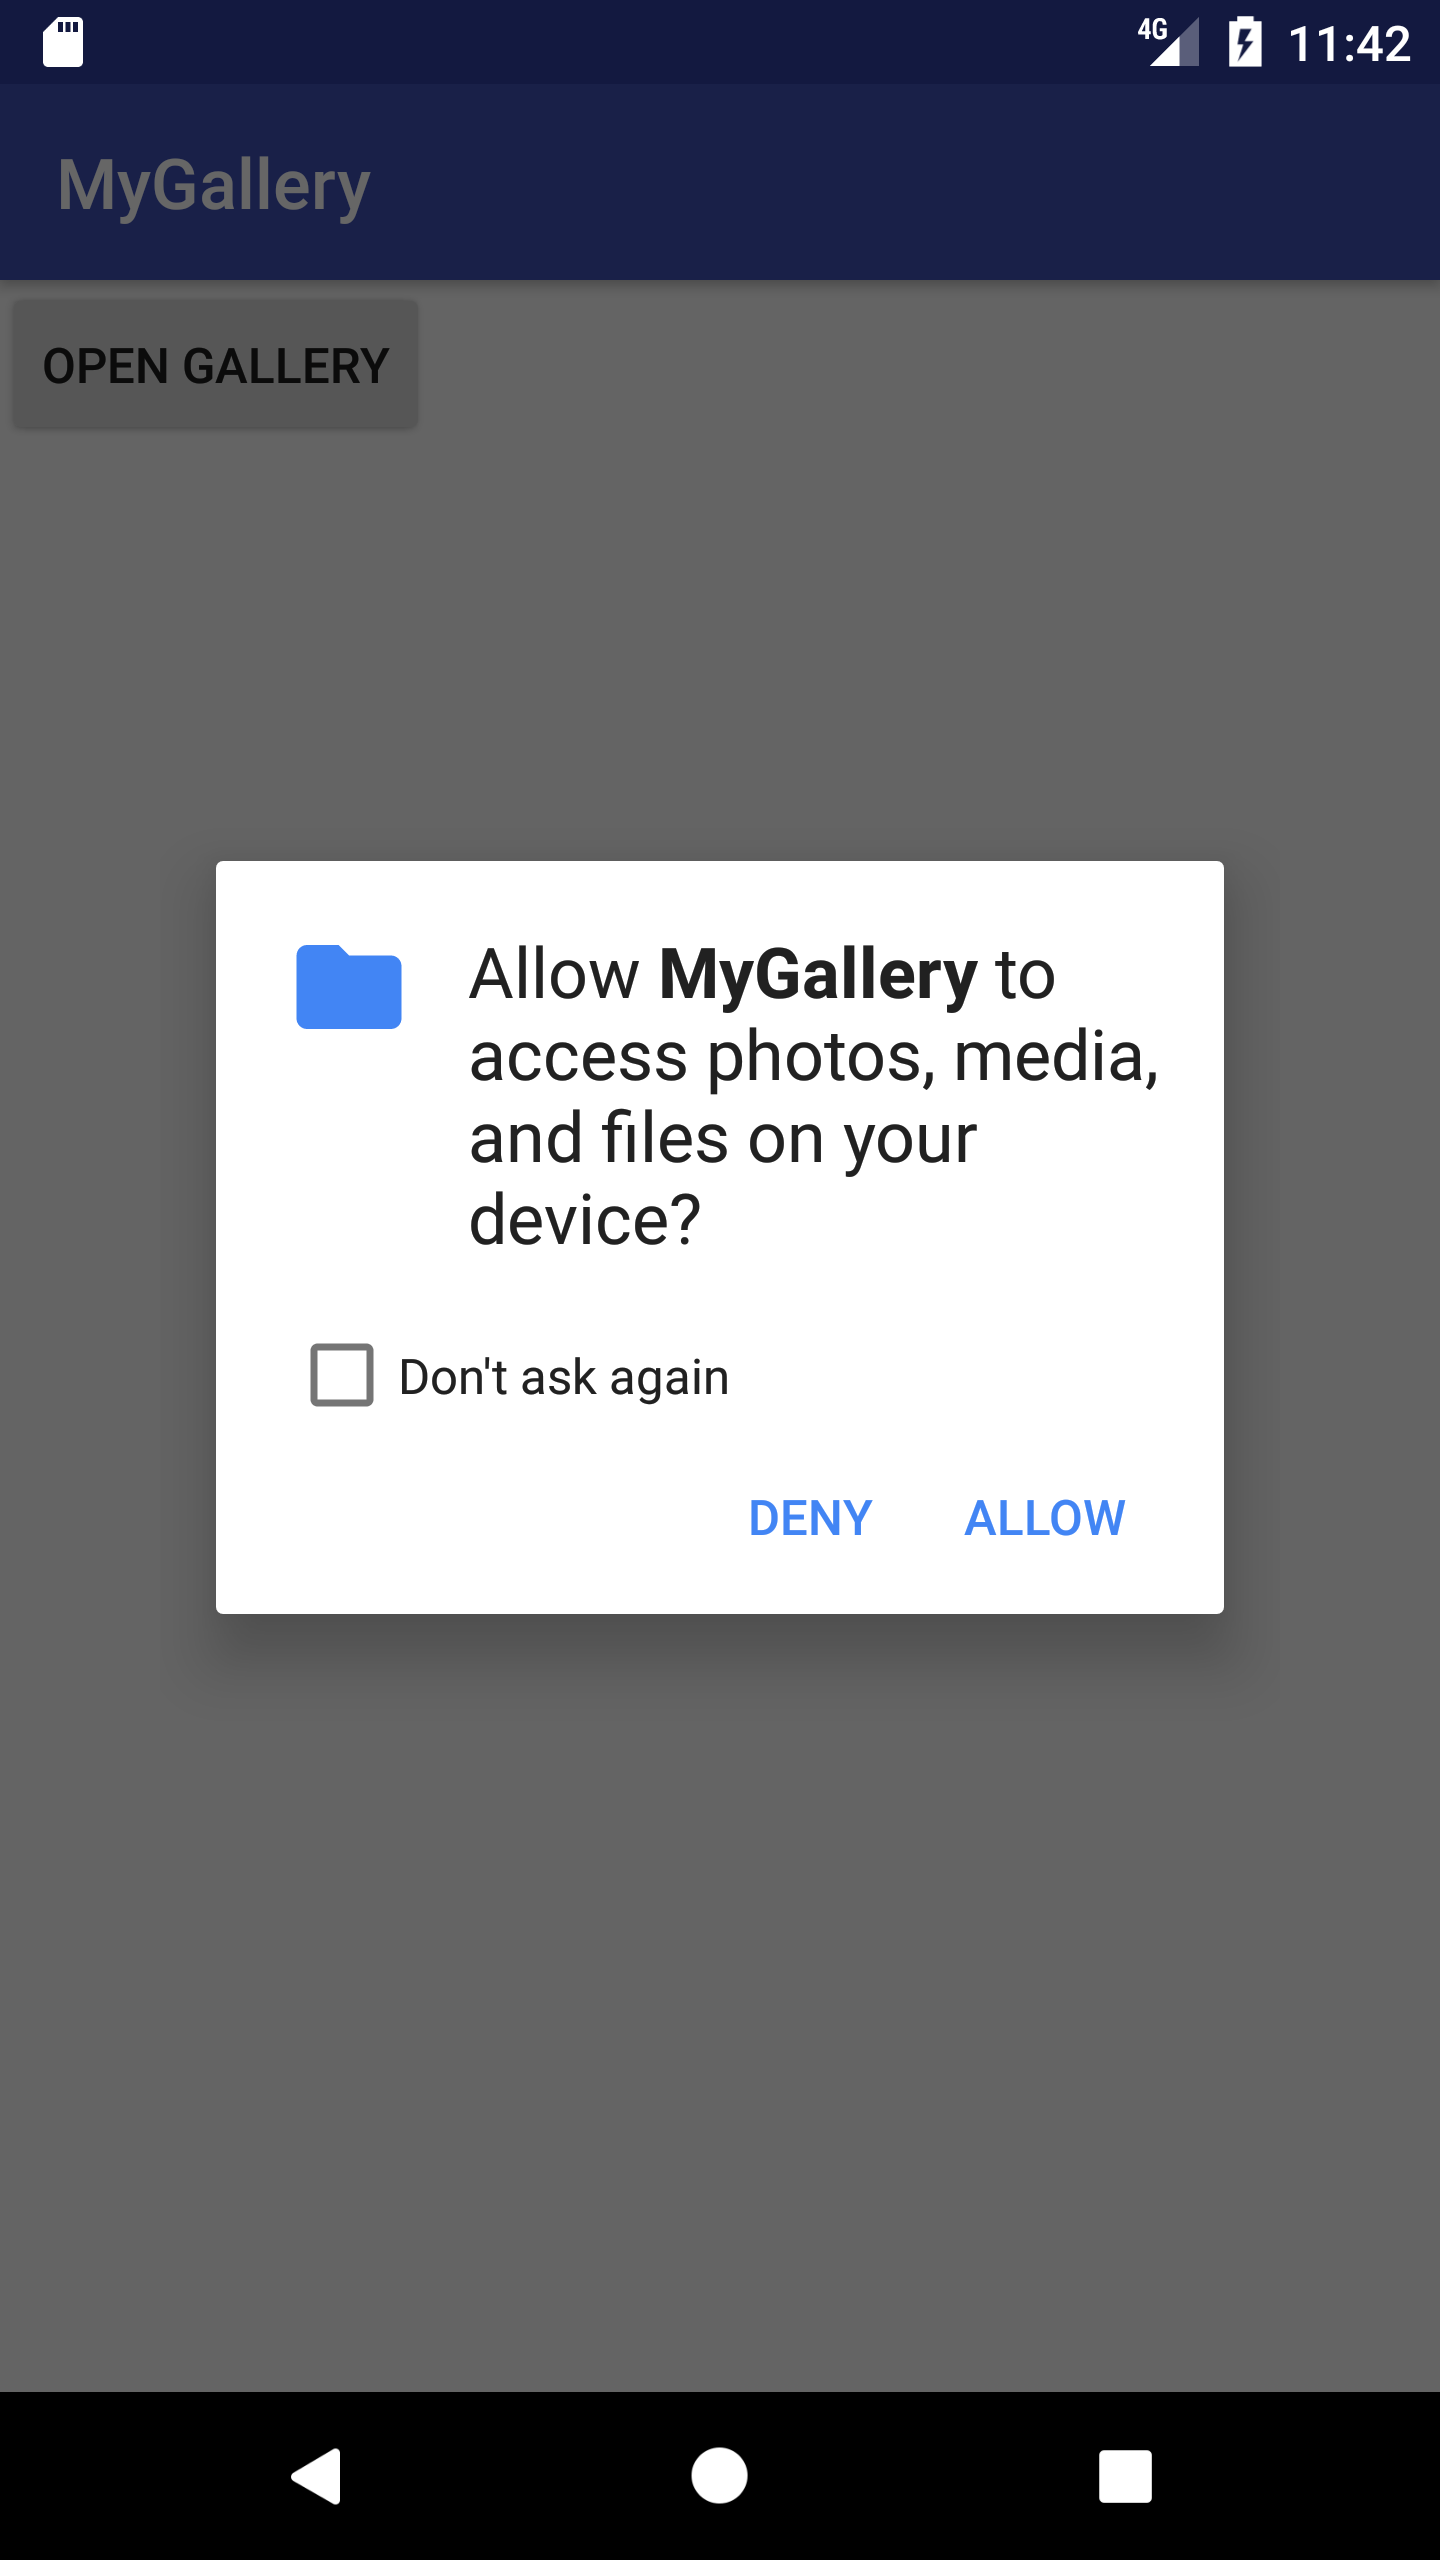 4G 11:42
MyGallery
OPEN GALLERY
Allow MyGallery to
access photos, media,
and files on your
device?
Don't ask again
DENY ALLOW